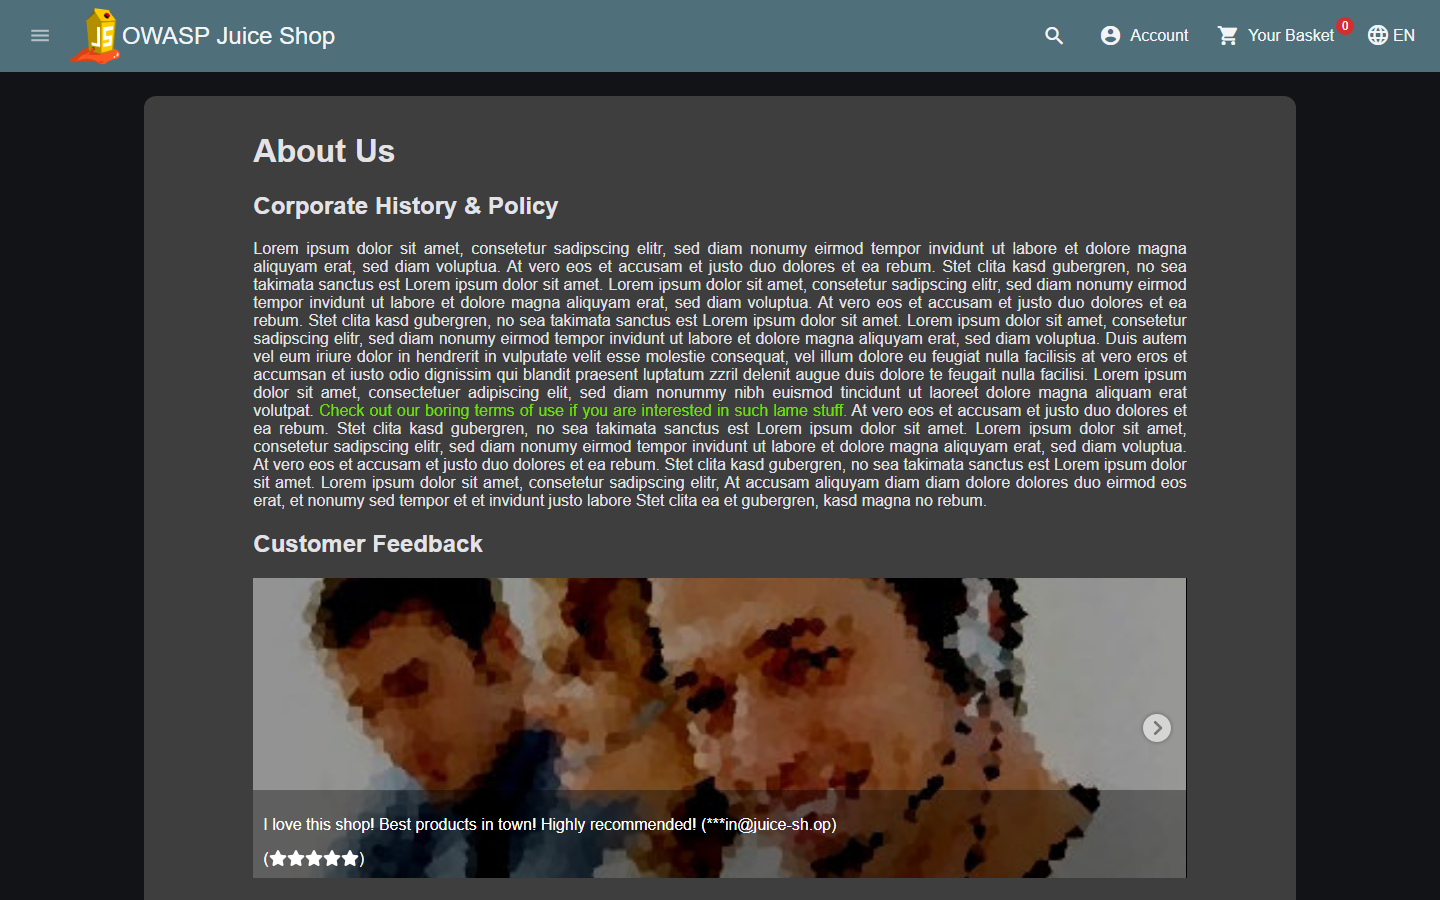 OWASP Juice Shop
Account
Your Basket
0
EN
About Us
Corporate History & Policy
Lorem ipsum dolor sit amet, consetetur sadipscing elitr, sed diam nonumy eirmod tempor invidunt ut labore et dolore magna
aliquyam erat, sed diam voluptua. At vero eos et accusam et justo duo dolores et ea rebum. Stet clita kasd gubergren, no sea
takimata sanctus est Lorem ipsum dolor sit amet. Lorem ipsum dolor sit amet, consetetur sadipscing elitr, sed diam nonumy eirmod
tempor invidunt ut labore et dolore magna aliquyam erat, sed diam voluptua. At vero eos et accusam et justo duo dolores et ea
rebum. Stet clita kasd gubergren, no sea takimata sanctus est Lorem ipsum dolor sit amet. Lorem ipsum dolor sit amet, consetetur
sadipscing elitr, sed diam nonumy eirmod tempor invidunt ut labore et dolore magna aliquyam erat, sed diam voluptua. Duis autem
vel eum iriure dolor in hendrerit in vulputate velit esse molestie consequat, vel illum dolore eu feugiat nulla facilisis at vero eros et
accumsan et iusto odio dignissim qui blandit praesent luptatum zzril delenit augue duis dolore te feugait nulla facilisi. Lorem ipsum
dolor sit amet, consectetuer adipiscing elit, sed diam nonummy nibh euismod tincidunt ut laoreet dolore magna aliquam erat
volutpat. Check out our boring terms of use if you are interested in such lame stuff. At vero eos et accusam et justo duo dolores et
ea rebum. Stet clita kasd gubergren, no sea takimata sanctus est Lorem ipsum dolor sit amet. Lorem ipsum dolor sit amet,
consetetur sadipscing elitr, sed diam nonumy eirmod tempor invidunt ut labore et dolore magna aliquyam erat, sed diam voluptua.
At vero eos et accusam et justo duo dolores et ea rebum. Stet clita kasd gubergren, no sea takimata sanctus est Lorem ipsum dolor
sit amet. Lorem ipsum dolor sit amet, consetetur sadipscing elitr, At accusam aliquyam diam diam dolore dolores duo eirmod eos
erat, et nonumy sed tempor et et invidunt justo labore Stet clita ea et gubergren, kasd magna no rebum.
Customer Feedback
I love this shop! Best products in town! Highly recommended! (***in@juice-sh.op)
(★★★★★)